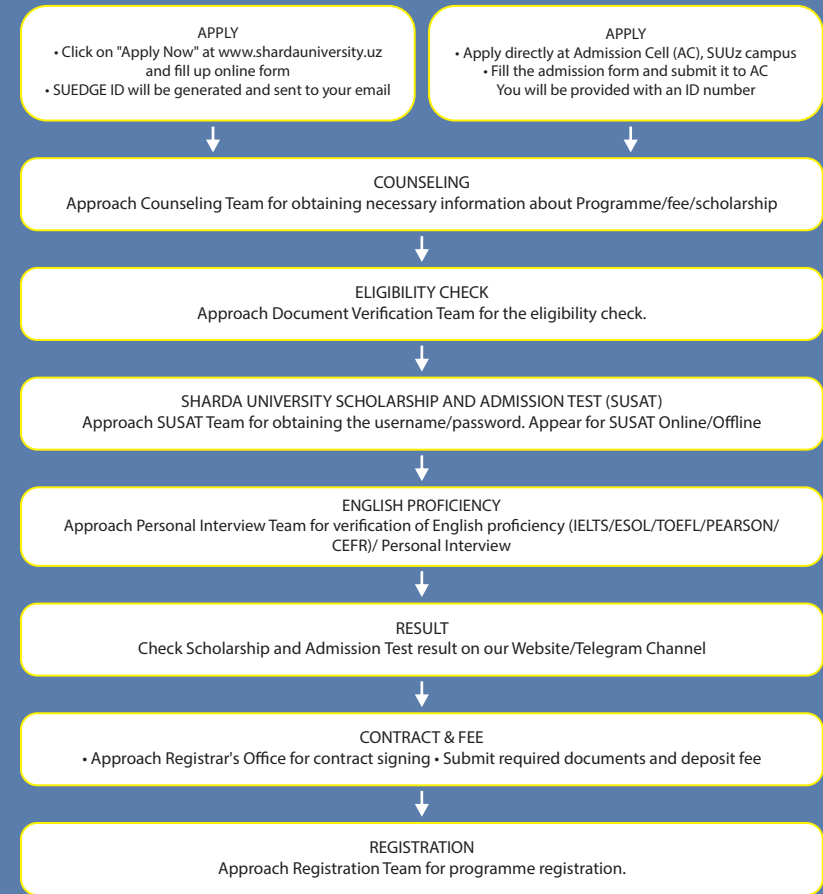 APPLY
• Click on "Apply Now" at www.shardauniversity.uz
and fill up online form
• SUEDGE ID will be generated and sent to your email
APPLY
• Apply directly at Admission Cell (AC), SUUz campus
• Fill the admission form and submit it to AC
You will be provided with an ID number
COUNSELING
Approach Counseling Team for obtaining necessary information about Programme/fee/scholarship
ELIGIBILITY CHECK
Approach Document Verification Team for the eligibility check.
SHARDA UNIVERSITY SCHOLARSHIP AND ADMISSION TEST (SUSAT)
Approach SUSAT Team for obtaining the username/password. Appear for SUSAT Online/Offline
ENGLISH PROFICIENCY
Approach Personal Interview Team for verification of English proficiency (IELTS/ESOL/TOEFL/PEARSON/
CEFR)/ Personal Interview
RESULT
Check Scholarship and Admission Test result on our Website/Telegram Channel
CONTRACT & FEE
• Approach Registrar's Office for contract signing • Submit required documents and deposit fee
REGISTRATION
Approach Registration Team for programme registration.